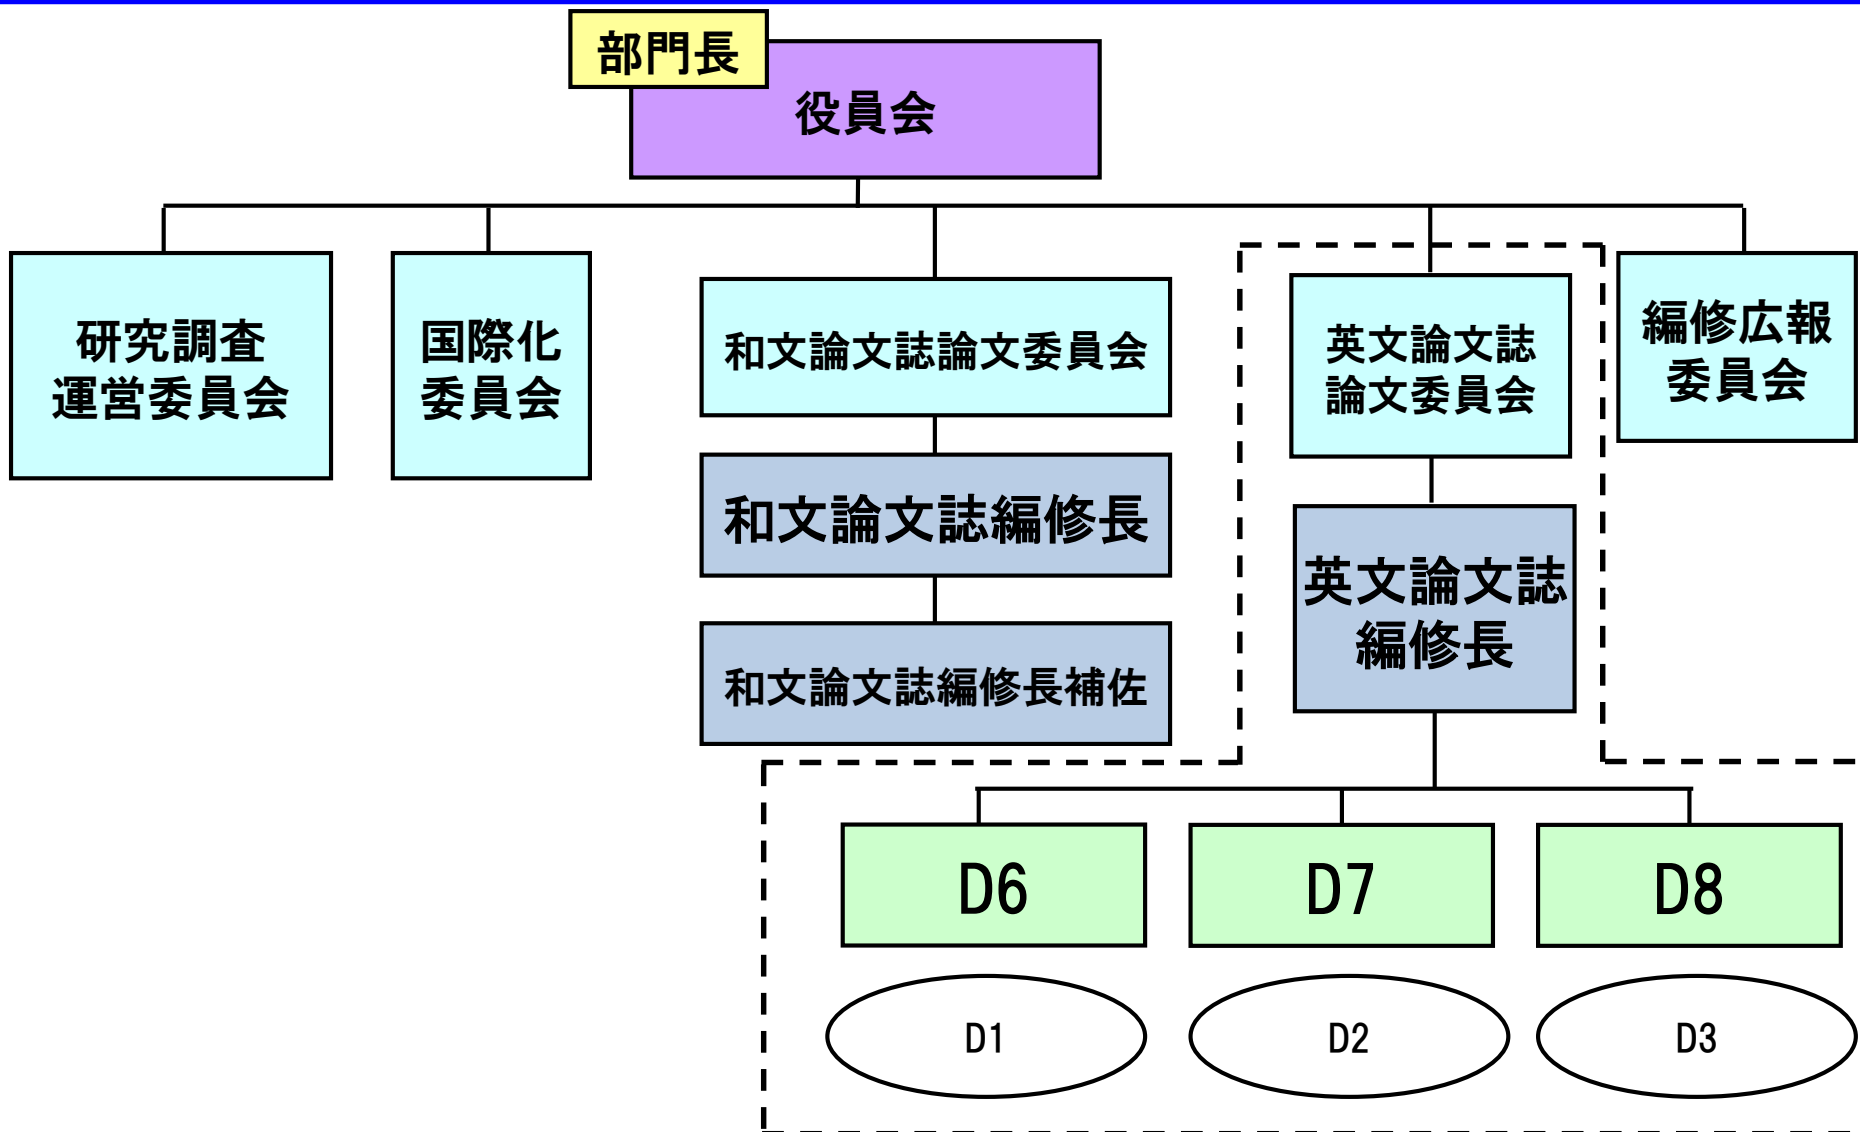 部門長
役員会
研究調査
運営委員会
国際化
委員会
和文論文誌論文委員会
英文論文誌
論文委員会
編修広報
委員会
和文論文誌編修長
英文論文誌
編修長
和文論文誌編修長補佐
D6
D7
D8
D1
D2
D3